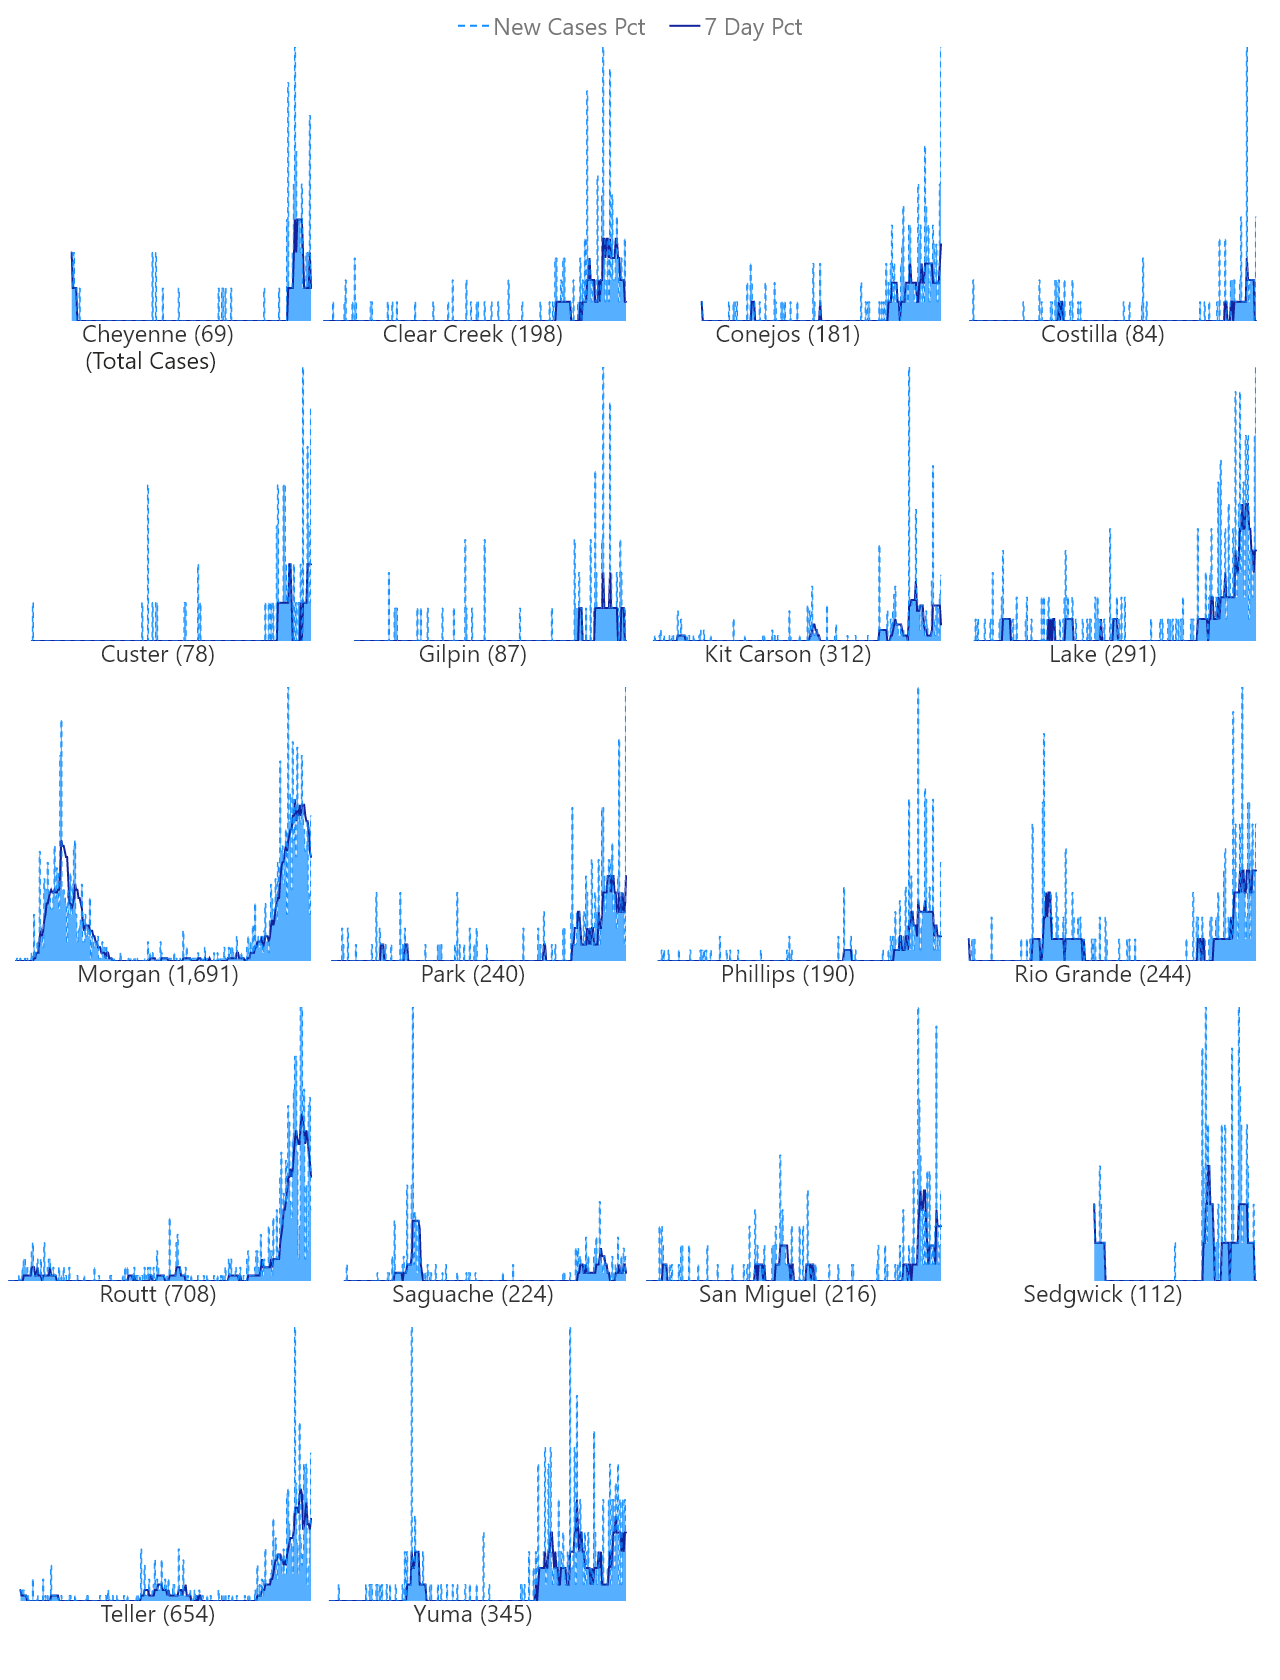 New Cases Pct 7 Day Pct
Cheyenne (69) Clear Creek (198) Conejos (181) Costilla (84)
(Total Cases)
Custer (78) Gilpin (87) Kit Carson (312) Lake (291)
Morgan (1,691) Park (240) Phillips (190) Rio Grande (244)
Routt (708) Saguache (224) San Miguel (216) Sedgwick (112)
Teller (654) Yuma (345)